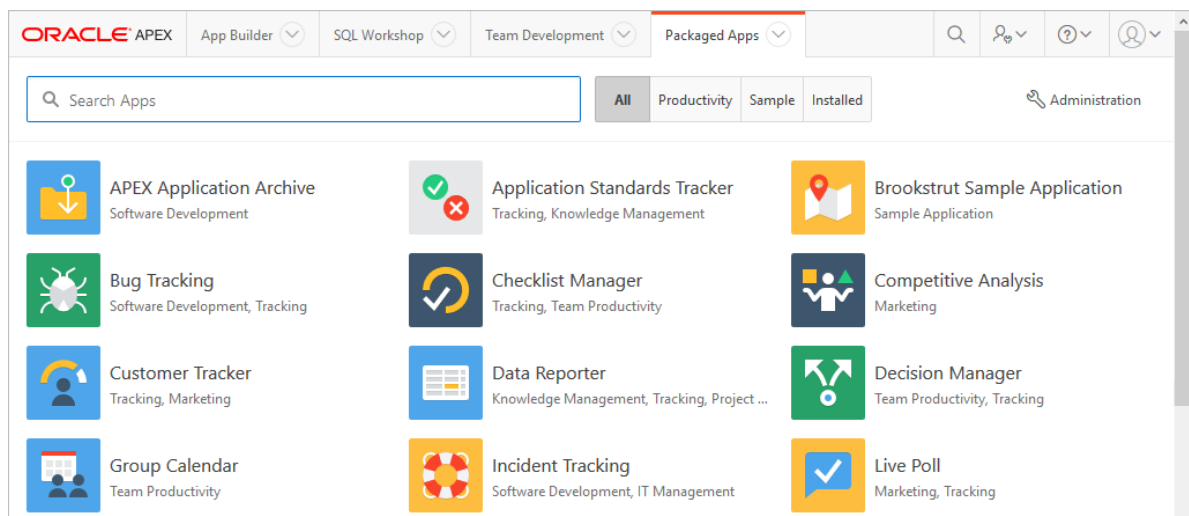 ORACLE APEX App Builder SQL Workshop Team Development Packaged Apps
Search Apps All Productivity Sample Installed Administration
APEX Application Archive
Software Development
Application Standards Tracker
Tracking, Knowledge Management
Brookstrut Sample Application
Sample Application
Bug Tracking
Software Development, Tracking
Checklist Manager
Tracking, Team Productivity
Competitive Analysis
Marketing
Customer Tracker
Tracking, Marketing
Data Reporter
Knowledge Management, Tracking, Project ...
Decision Manager
Team Productivity, Tracking
Group Calendar
Team Productivity
Incident Tracking
Software Development, IT Management
Live Poll
Marketing, Tracking